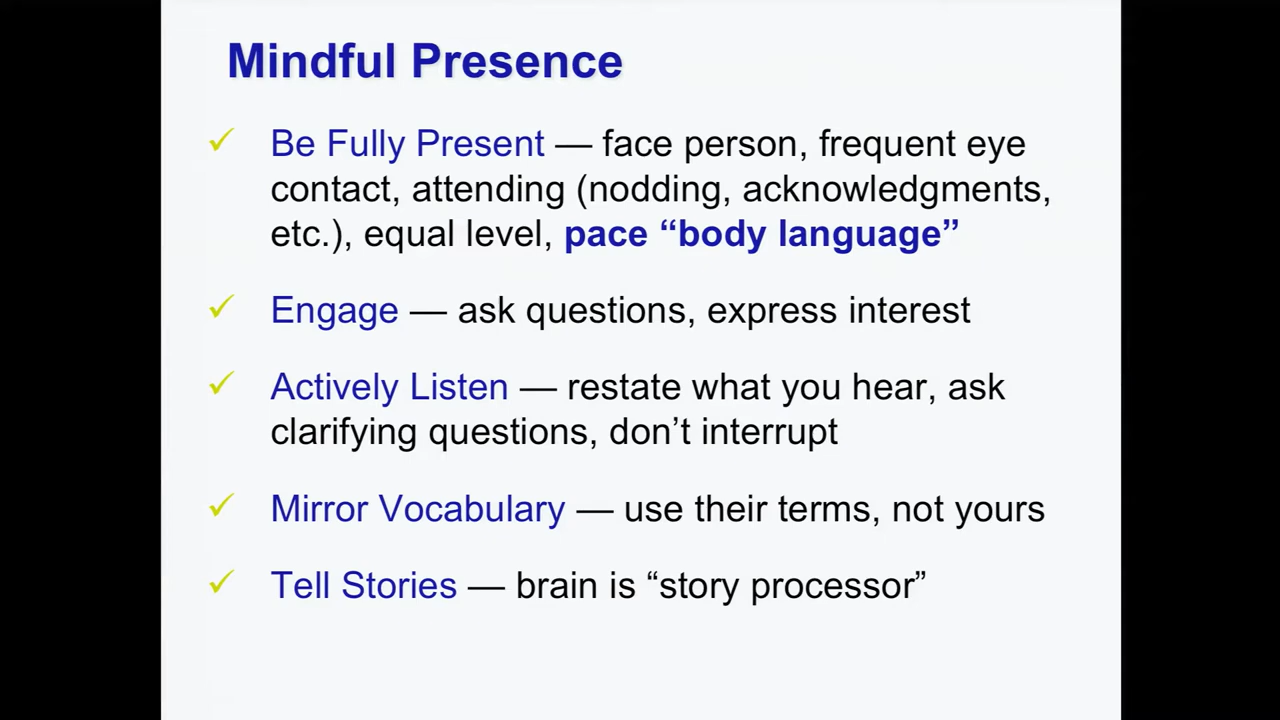 Mindful Presence
✓ Be Fully Present — face person, frequent eye
contact, attending (nodding, acknowledgments,
etc.), equal level, pace “body language”
✓ Engage — ask questions, express interest
✓ Actively Listen — restate what you hear, ask
clarifying questions, don’t interrupt
✓ Mirror Vocabulary — use their terms, not yours
✓ Tell Stories — brain is “story processor”